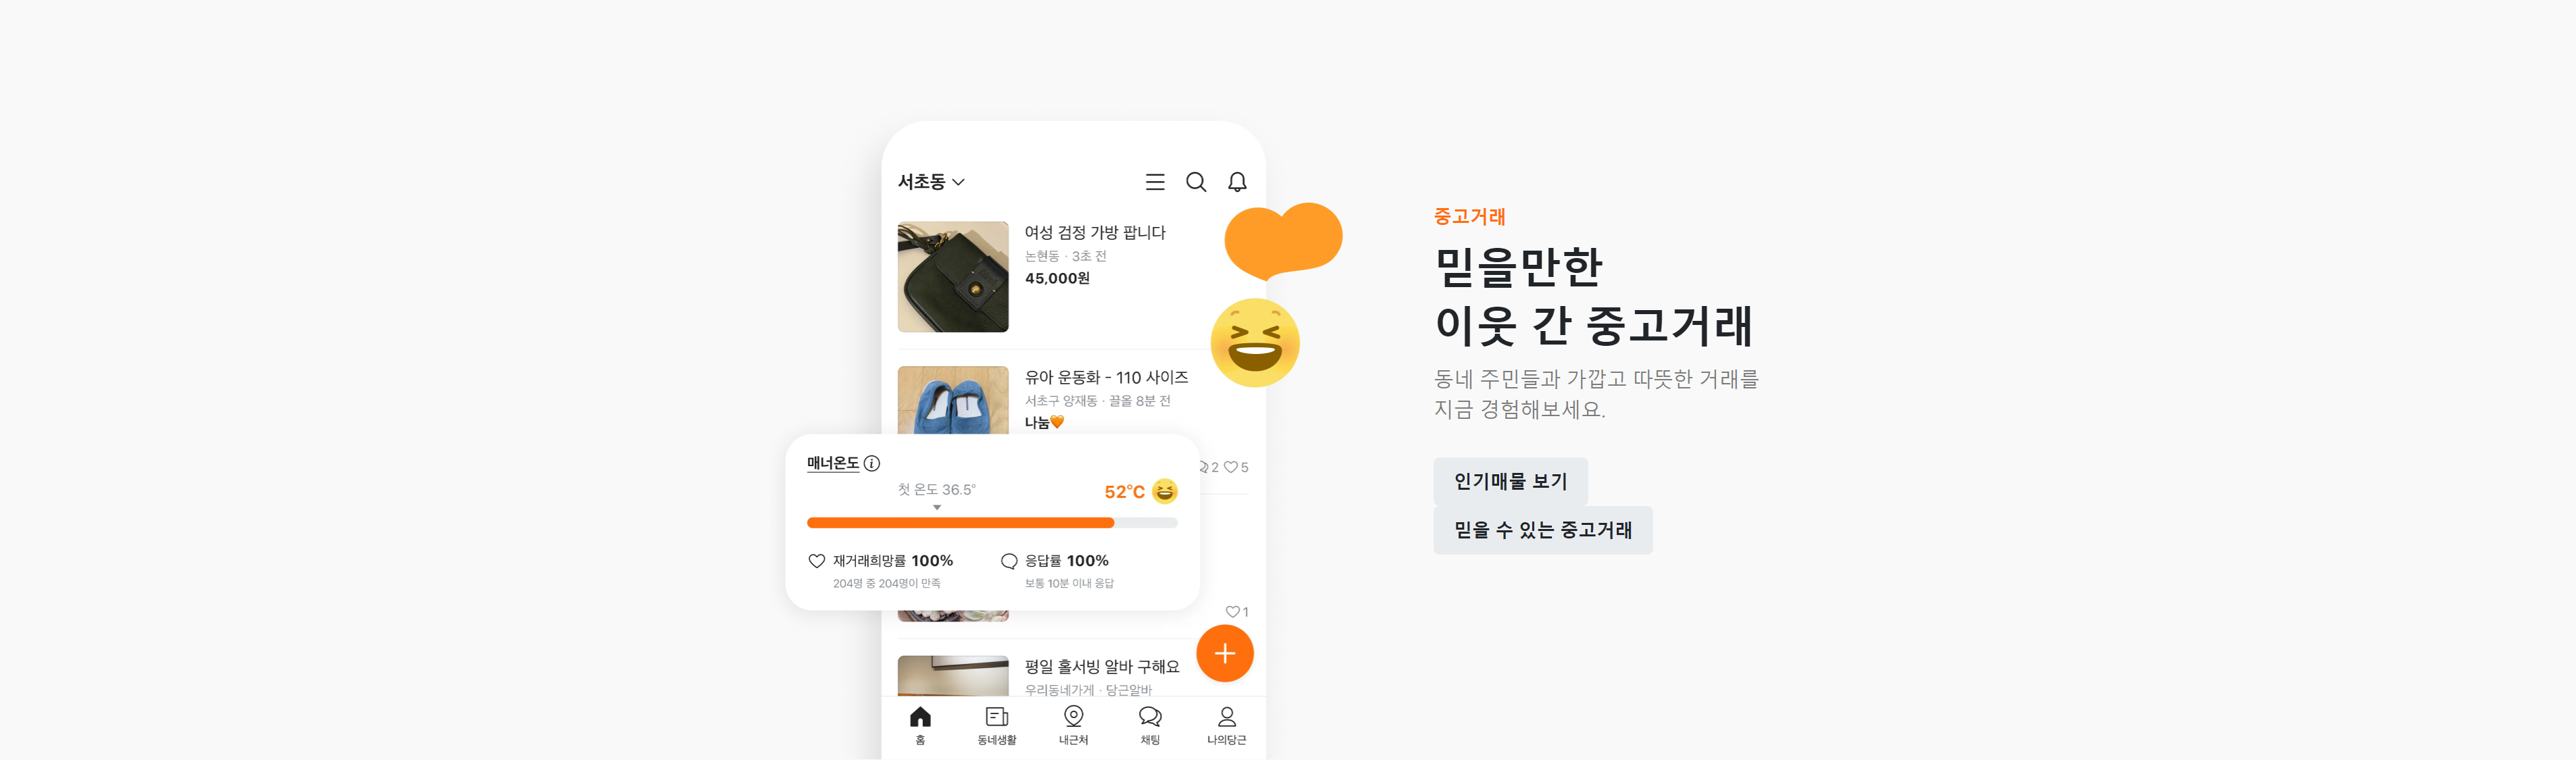 서초동
여성 검정 가방 팝니다
논현동 · 3초 전
45,000원
유아 운동화 - 110 사이즈
서초구 양재동 · 끌올 8분 전
나눔🧡
2 5
매너온도
첫 온도 36.5°
52°C
재거래희망률 100%
204명 중 204명이 만족
응답률 100%
보통 10분 이내 응답
1
평일 홀서빙 알바 구해요
우리동네가게 · 당근알바
홈
동네생활
내근처
채팅
나의당근
중고거래
믿을만한
이웃 간 중고거래
동네 주민들과 가깝고 따뜻한 거래를
지금 경험해보세요.
인기매물 보기
믿을 수 있는 중고거래